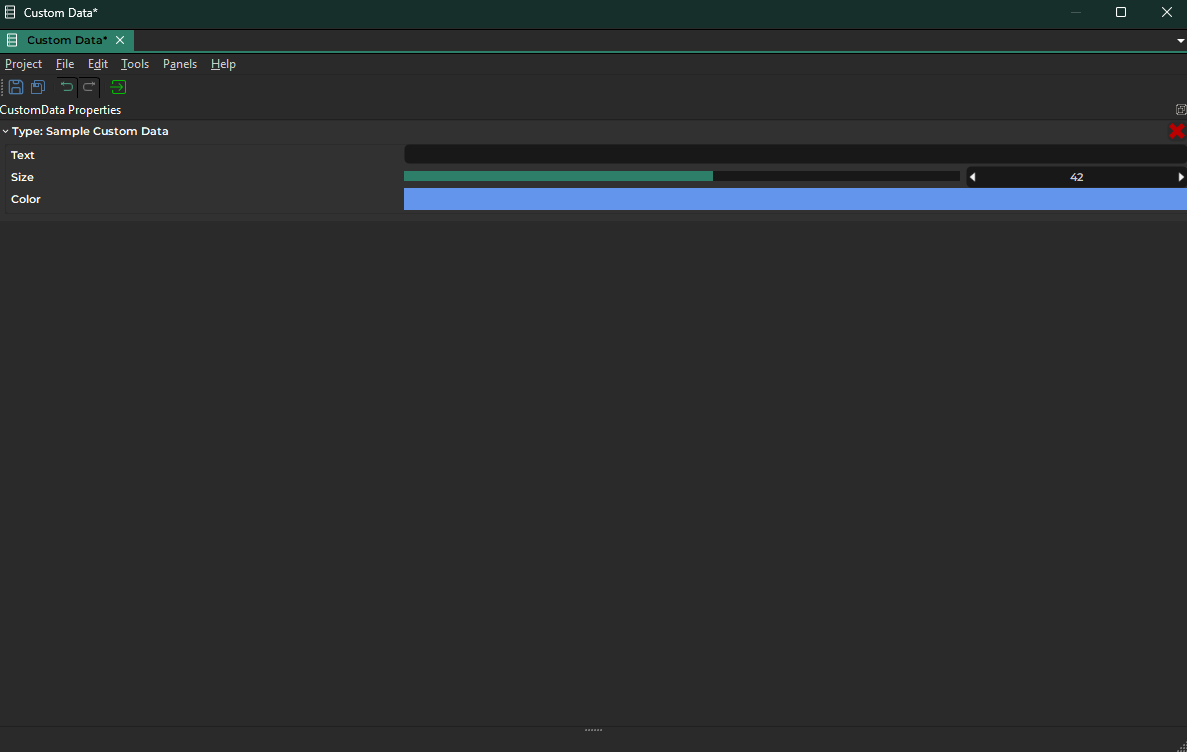 Custom Data*
Custom Data*
Project File Edit Tools Panels Help
CustomData Properties
Type: Sample Custom Data
Text
Size 42
Color